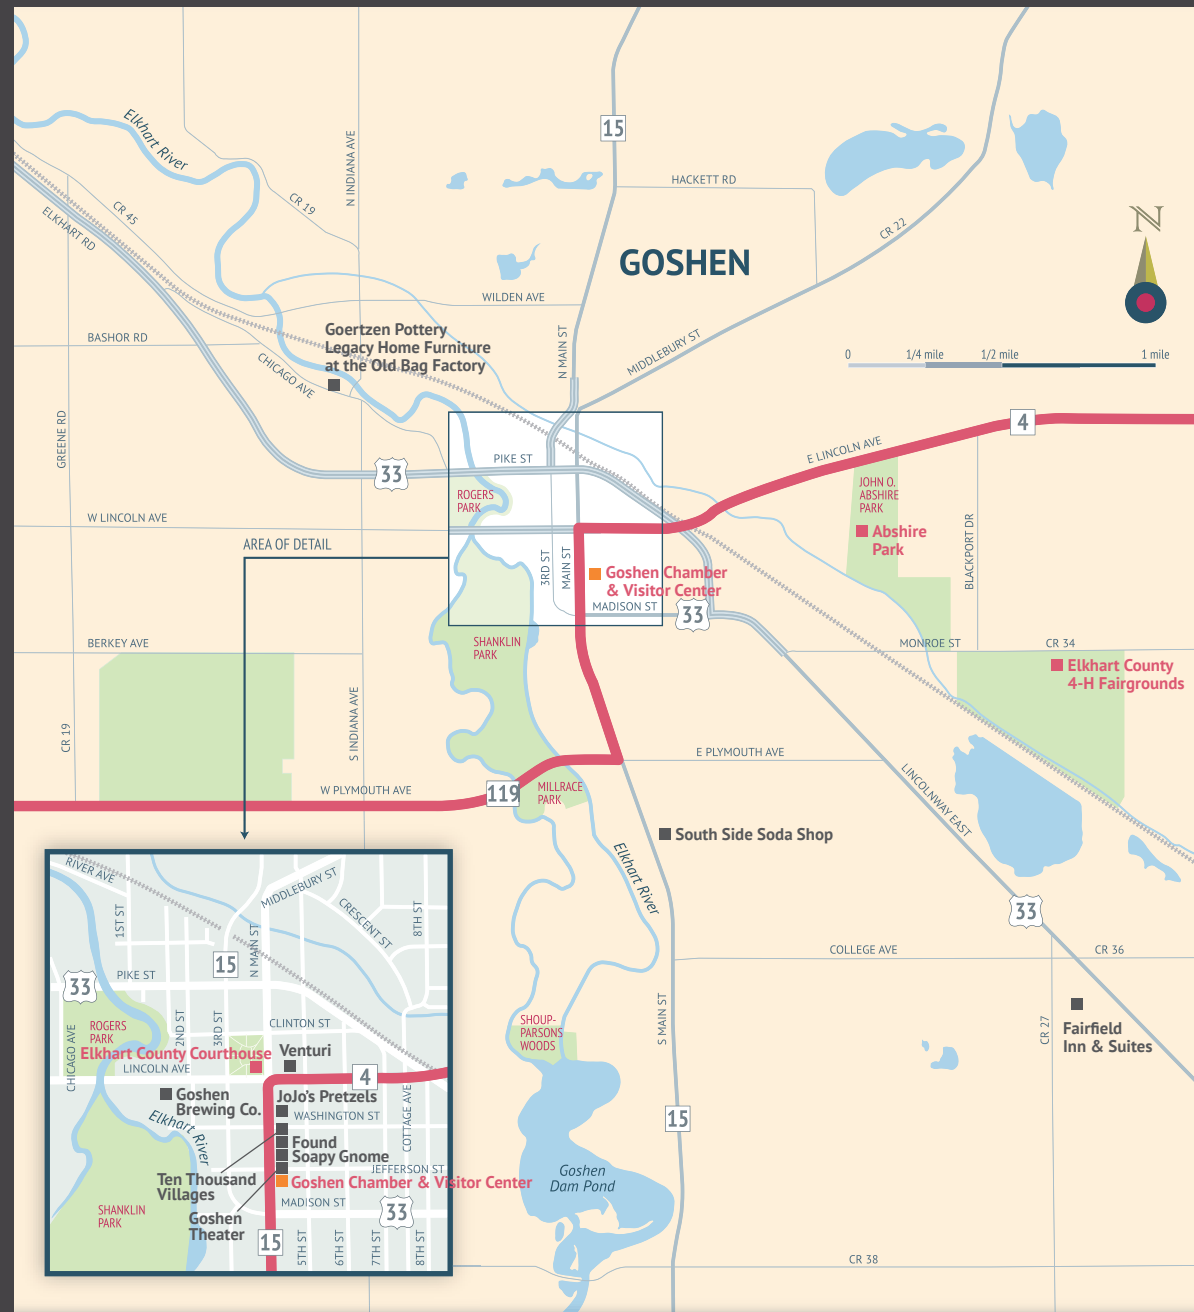 Elkhart River
15
N INDIANA AVE
HACKETT RD
CR 45
CR 19
ELKHART RD
CR 22
N
GOSHEN
WILDEN AVE
BASHOR RD
Goertzen Pottery
Legacy Home Furniture
at the Old Bag Factory
CHICAGO AVE
N MAIN ST
MIDDLEBURY ST
0
1/4 mile
1/2 mile
1 mile
GREENE RD
4
E LINCOLN AVE
PIKE ST
33
JOHN O.
ABSHIRE
PARK
ROGERS
PARK
W LINCOLN AVE
Abshire
Park
BLACKPORT DR
AREA OF DETAIL
3RD ST
MAIN ST
Goshen Chamber
& Visitor Center
MADISON ST
33
BERKEY AVE
SHANKLIN
PARK
MONROE ST
CR 34
Elkhart County
4-H Fairgrounds
CR 19
S INDIANA AVE
E PLYMOUTH AVE
W PLYMOUTH AVE
119
MILLRACE
PARK
LINCOLNWAY EAST
South Side Soda Shop
Elkhart River
33
COLLEGE AVE
CR 36
S MAIN ST
SHOUP-
PARSONS
WOODS
CR 27
Fairfield
Inn & Suites
15
Goshen
Dam Pond
CR 38
RIVER AVE
MIDDLEBURY ST
1ST ST
CRESCENT ST
8TH ST
N MAIN ST
15
PIKE ST
33
CLINTON ST
ROGERS
PARK
2ND ST
3RD ST
CHICAGO AVE
Elkhart County Courthouse
Venturi
LINCOLN AVE
4
Goshen
Brewing Co.
JoJo's Pretzels
WASHINGTON ST
COTTAGE AVE
Elkhart River
Found
Soapy Gnome
JEFFERSON ST
Ten Thousand
Villages
Goshen Chamber & Visitor Center
MADISON ST
SHANKLIN
PARK
Goshen
Theater
33
15
5TH ST
6TH ST
7TH ST
8TH ST